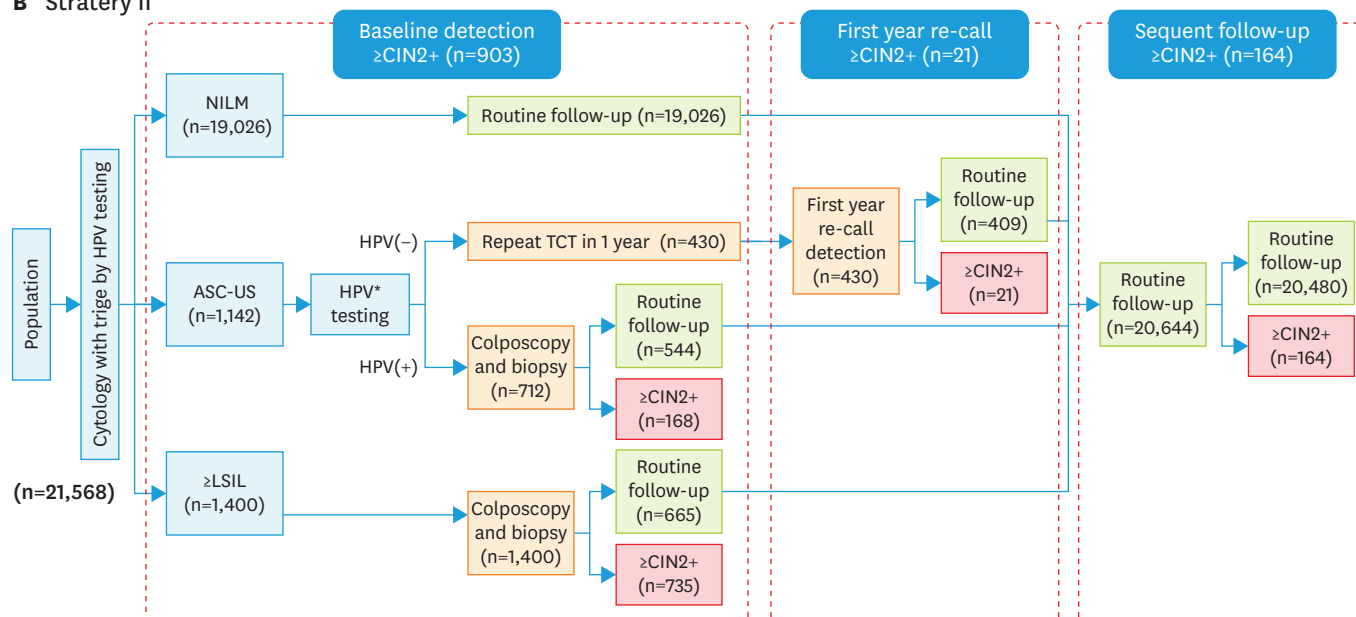 B Stratery II
Baseline detection
≥CIN2+ (n=903)
First year re-call
≥CIN2+ (n=21)
Sequent follow-up
≥CIN2+ (n=164)
Population
(n=21,568)
Cytology with trige by HPV testing
NILM
(n=19,026)
Routine follow-up (n=19,026)
ASC-US
(n=1,142)
HPV*
testing
HPV(−)
Repeat TCT in 1 year (n=430)
HPV(+)
Colposcopy
and biopsy
(n=712)
Routine
follow-up
(n=544)
≥CIN2+
(n=168)
≥LSIL
(n=1,400)
Colposcopy
and biopsy
(n=1,400)
Routine
follow-up
(n=665)
≥CIN2+
(n=735)
First year
re-call
detection
(n=430)
Routine
follow-up
(n=409)
≥CIN2+
(n=21)
Routine
follow-up
(n=20,644)
Routine
follow-up
(n=20,480)
≥CIN2+
(n=164)